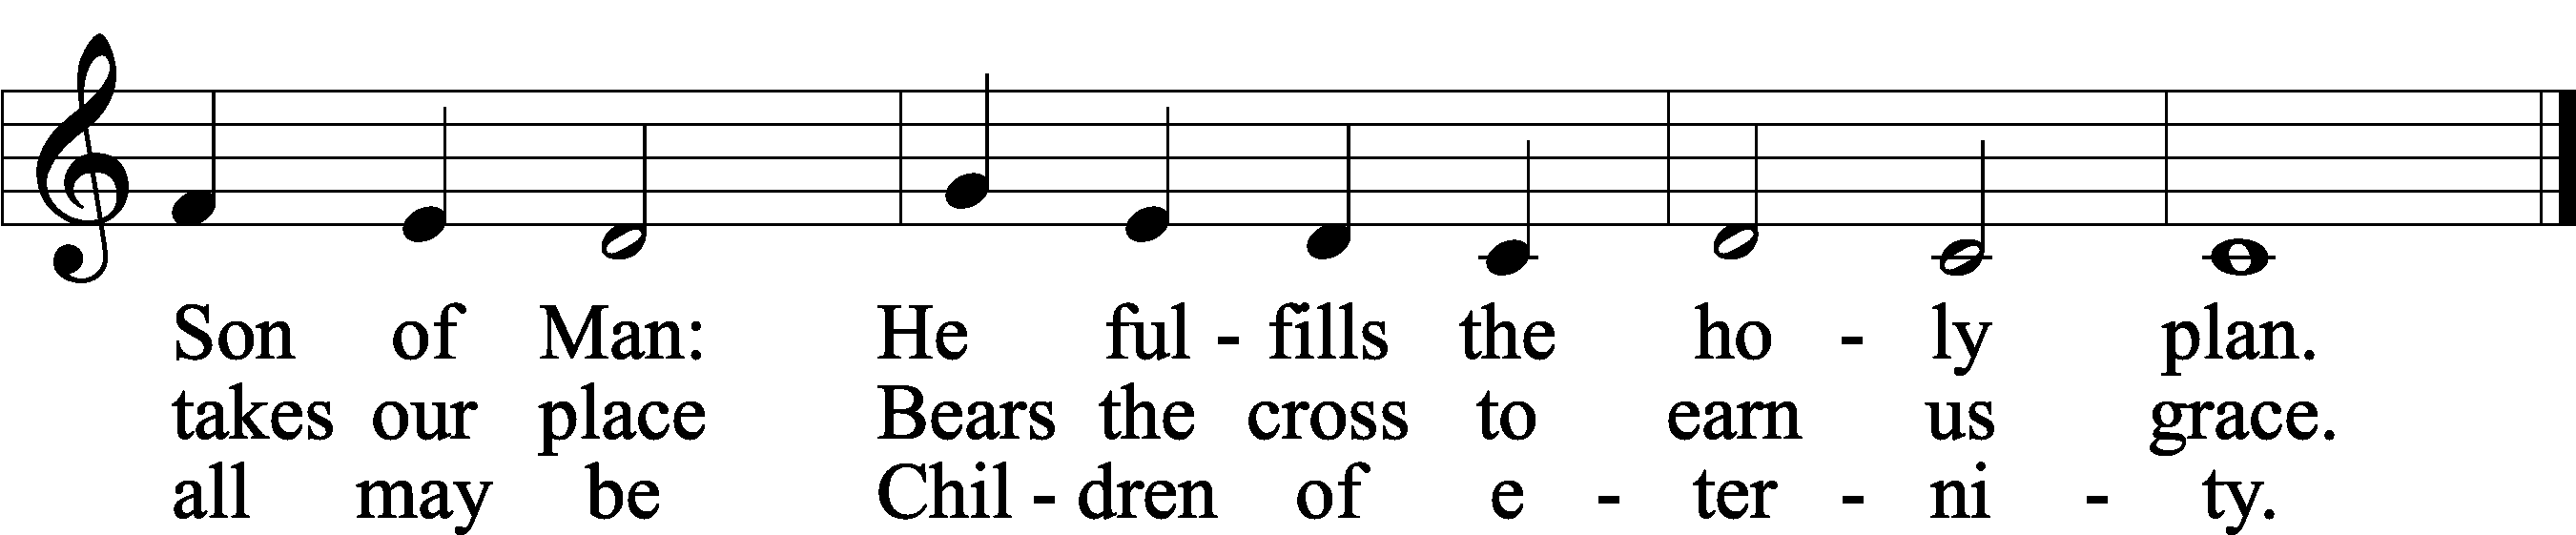 Son of Man: He ful - fills the ho - ly plan.
takes our place Bears the cross to earn us grace.
all may be Chil - dren of e - ter - ni - ty.